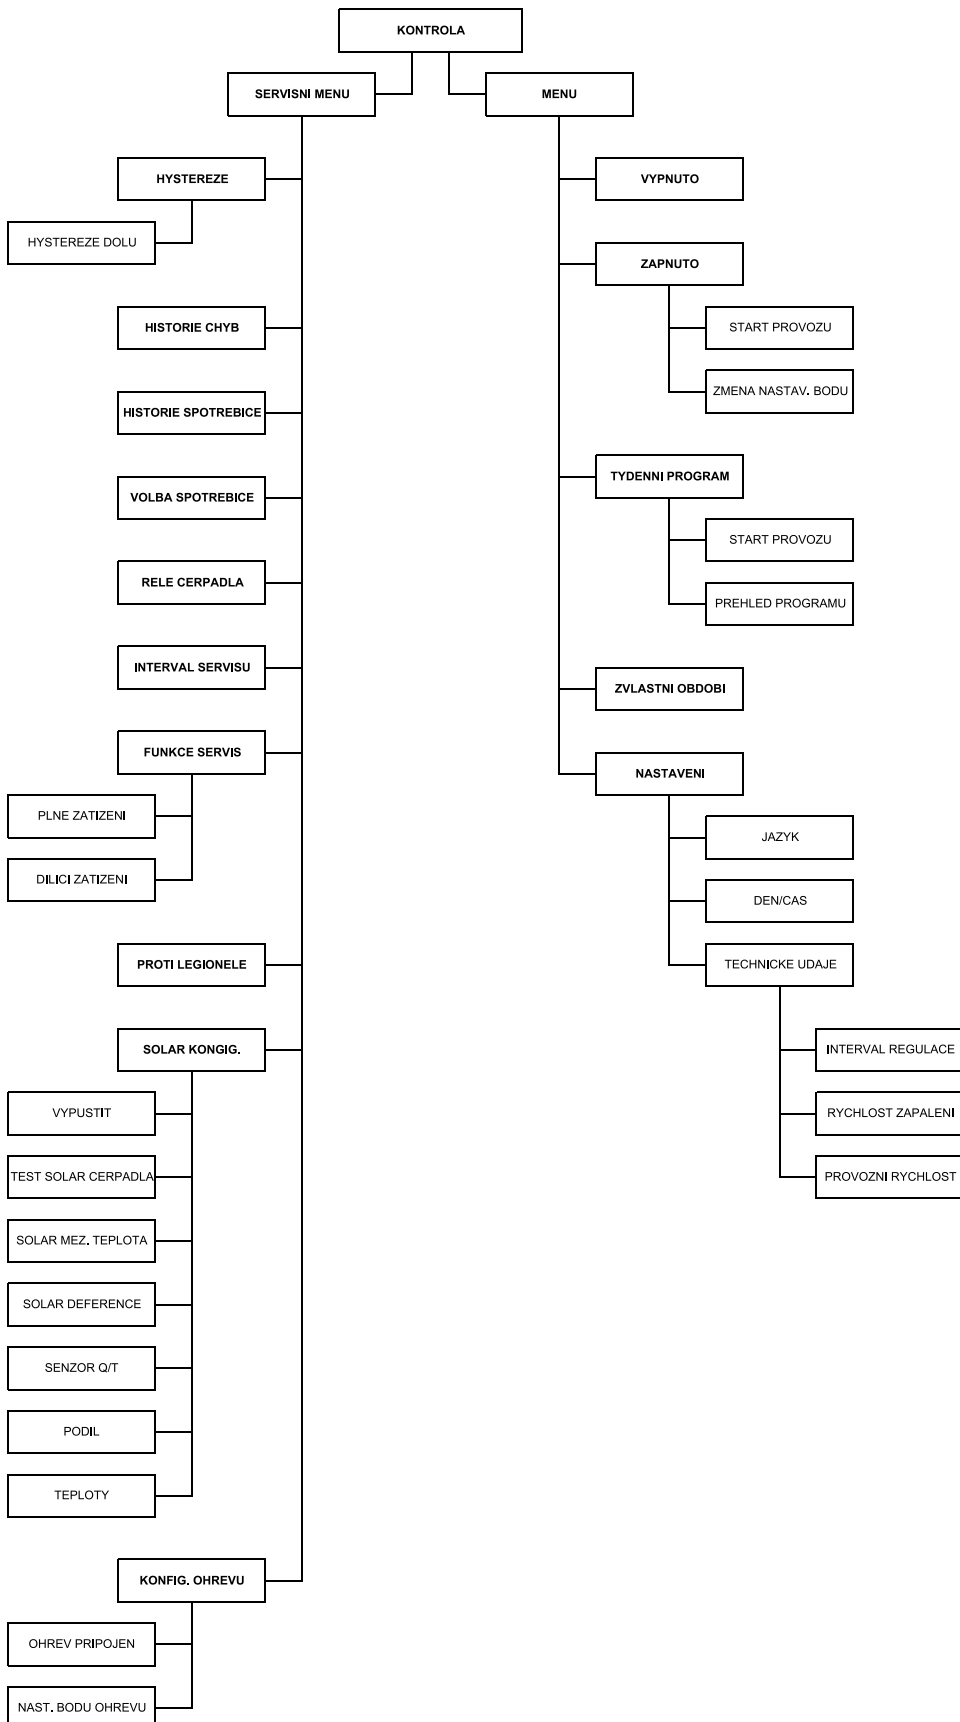 KONTROLA
SERVISNI MENU
MENU
HYSTEREZE
HYSTEREZE DOLU
HISTORIE CHYB
HISTORIE SPOTREBICE
VOLBA SPOTREBICE
RELE CERPADLA
INTERVAL SERVISU
FUNKCE SERVIS
PLNE ZATIZENI
DILICI ZATIZENI
PROTI LEGIONELE
SOLAR KONGIG.
VYPUSTIT
TEST SOLAR CERPADLA
SOLAR MEZ. TEPLOTA
SOLAR DEFERENCE
SENZOR Q/T
PODIL
TEPLOTY
KONFIG. OHREVU
OHREV PRIPOJEN
NAST. BODU OHREVU
VYPNUTO
ZAPNUTO
START PROVOZU
ZMENA NASTAV. BODU
TYDENNI PROGRAM
START PROVOZU
PREHLED PROGRAMU
ZVLASTNI OBDOBI
NASTAVENI
JAZYK
DEN/CAS
TECHNICKE UDAJE
INTERVAL REGULACE
RYCHLOST ZAPALENI
PROVOZNI RYCHLOST